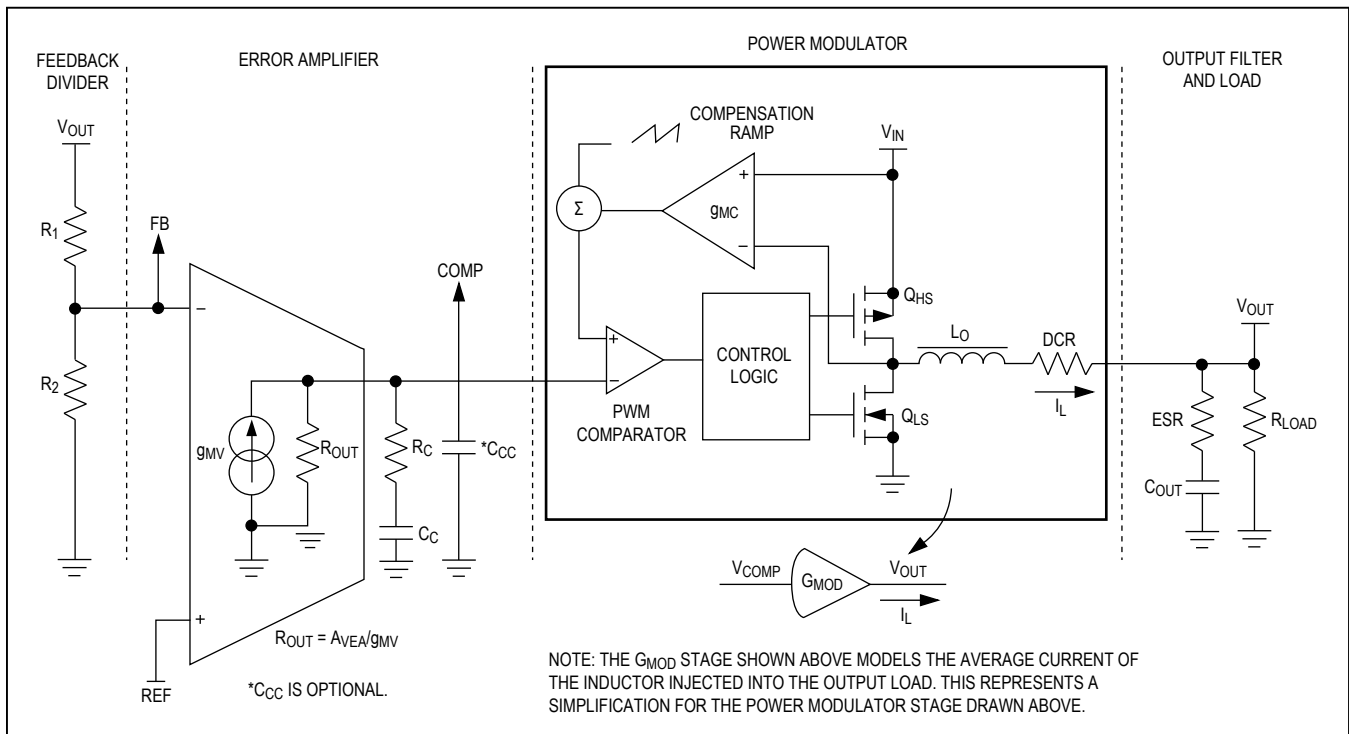 FEEDBACK
DIVIDER
ERROR AMPLIFIER
POWER MODULATOR
OUTPUT FILTER
AND LOAD
VOUT
R1
FB
R2
gMV
ROUT
REF
ROUT = AVEA/gMV
*CCC IS OPTIONAL.
COMP
RC
*CCC
CC
COMPENSATION
RAMP
Σ
gMC
VIN
PWM
COMPARATOR
CONTROL
LOGIC
QHS
QLS
LO
DCR
IL
VOUT
ESR
RLOAD
COUT
VCOMP
GMOD
VOUT
IL
NOTE: THE GMOD STAGE SHOWN ABOVE MODELS THE AVERAGE CURRENT OF
THE INDUCTOR INJECTED INTO THE OUTPUT LOAD. THIS REPRESENTS A
SIMPLIFICATION FOR THE POWER MODULATOR STAGE DRAWN ABOVE.